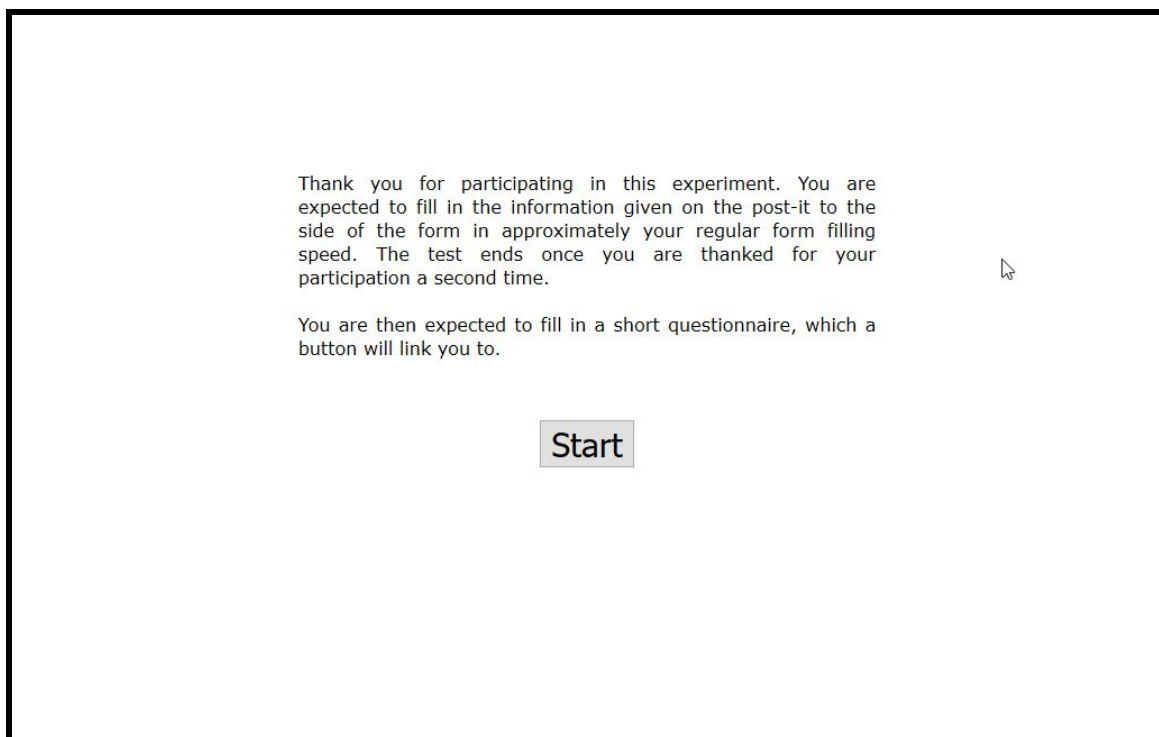 Thank you for participating in this experiment. You are
expected to fill in the information given on the post-it to the
side of the form in approximately your regular form filling
speed. The test ends once you are thanked for your
participation a second time.
You are then expected to fill in a short questionnaire, which a
button will link you to.
Start